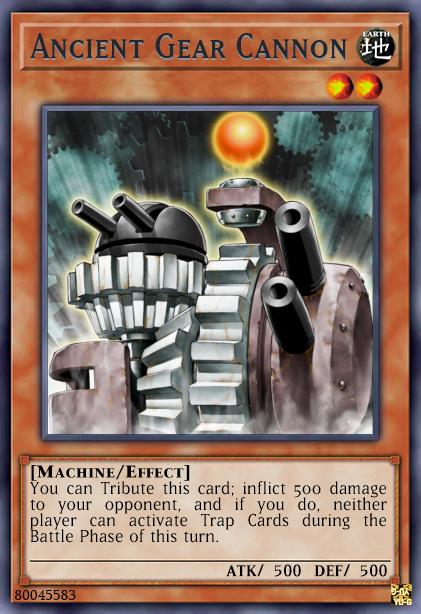 ANCIENT GEAR CANNON
EARTH
地
[MACHINE/EFFECT]
You can Tribute this card; inflict 500 damage
to your opponent, and if you do, neither
player can activate Trap Cards during the
Battle Phase of this turn.
ATK/ 500 DEF/ 500
80045583